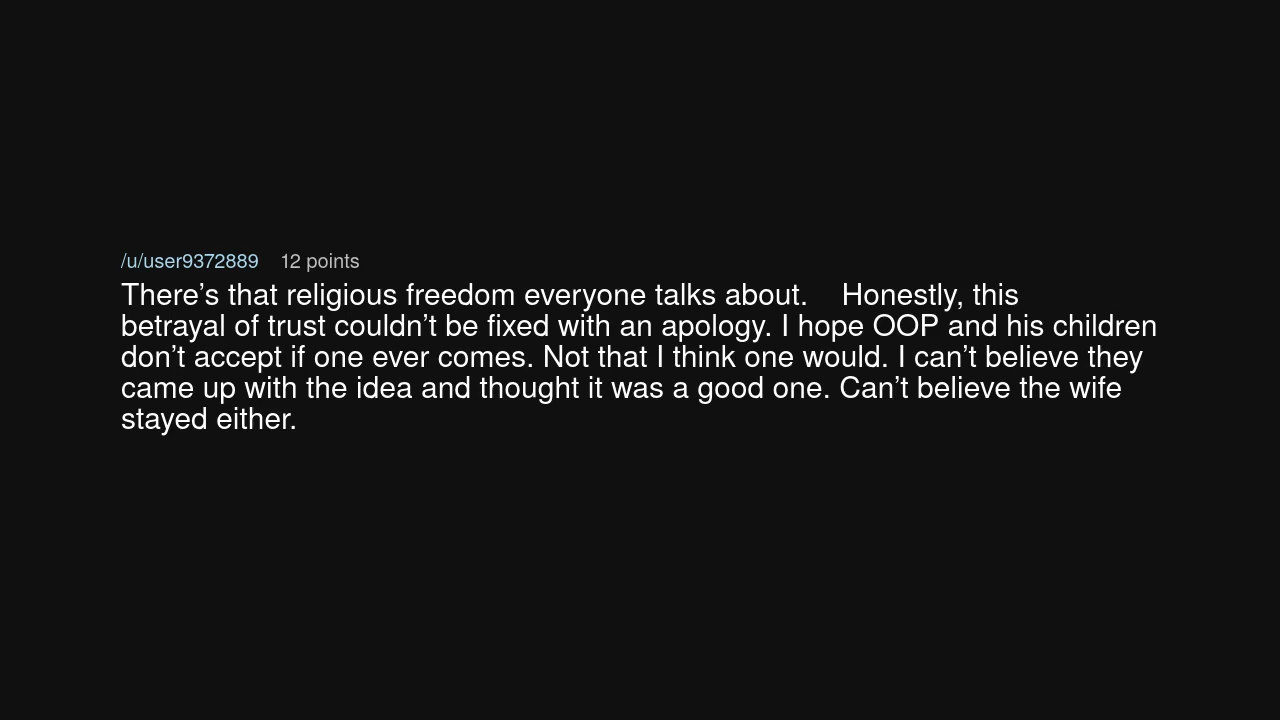 /u/user9372889 12 points
There’s that religious freedom everyone talks about. Honestly, this
betrayal of trust couldn’t be fixed with an apology. I hope OOP and his children
don’t accept if one ever comes. Not that I think one would. I can’t believe they
came up with the idea and thought it was a good one. Can’t believe the wife
stayed either.